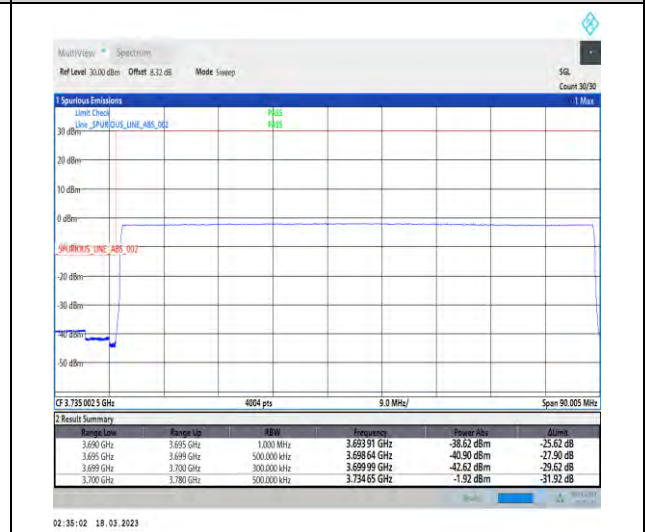 MultiView Spectrum
Ref Level 30.00 dBm Offset 8.32 dB Mode Sweep SGL
Count 30/30
1 Spurious Emissions 1 Max
Limit Check PASS
Line _SPURIOUS_LINE_ABS_002 PASS
30 dBm
20 dBm
10 dBm
0 dBm
_SPURIOUS_LINE_ABS_002
-20 dBm
-30 dBm
-40 dBm
-50 dBm
CF 3.735 002 5 GHz 4004 pts 9.0 MHz/ Span 90.005 MHz
2 Result Summary
Range Low Range Up RBW Frequency Power Abs ΔLimit
3.690 GHz 3.695 GHz 1.000 MHz 3.693 91 GHz -38.62 dBm -25.62 dB
3.695 GHz 3.699 GHz 500.000 kHz 3.698 64 GHz -40.90 dBm -27.90 dB
3.699 GHz 3.700 GHz 300.000 kHz 3.699 99 GHz -42.62 dBm -29.62 dB
3.700 GHz 3.780 GHz 500.000 kHz 3.734 65 GHz -1.92 dBm -31.92 dB
02:35:02 18.03.2023